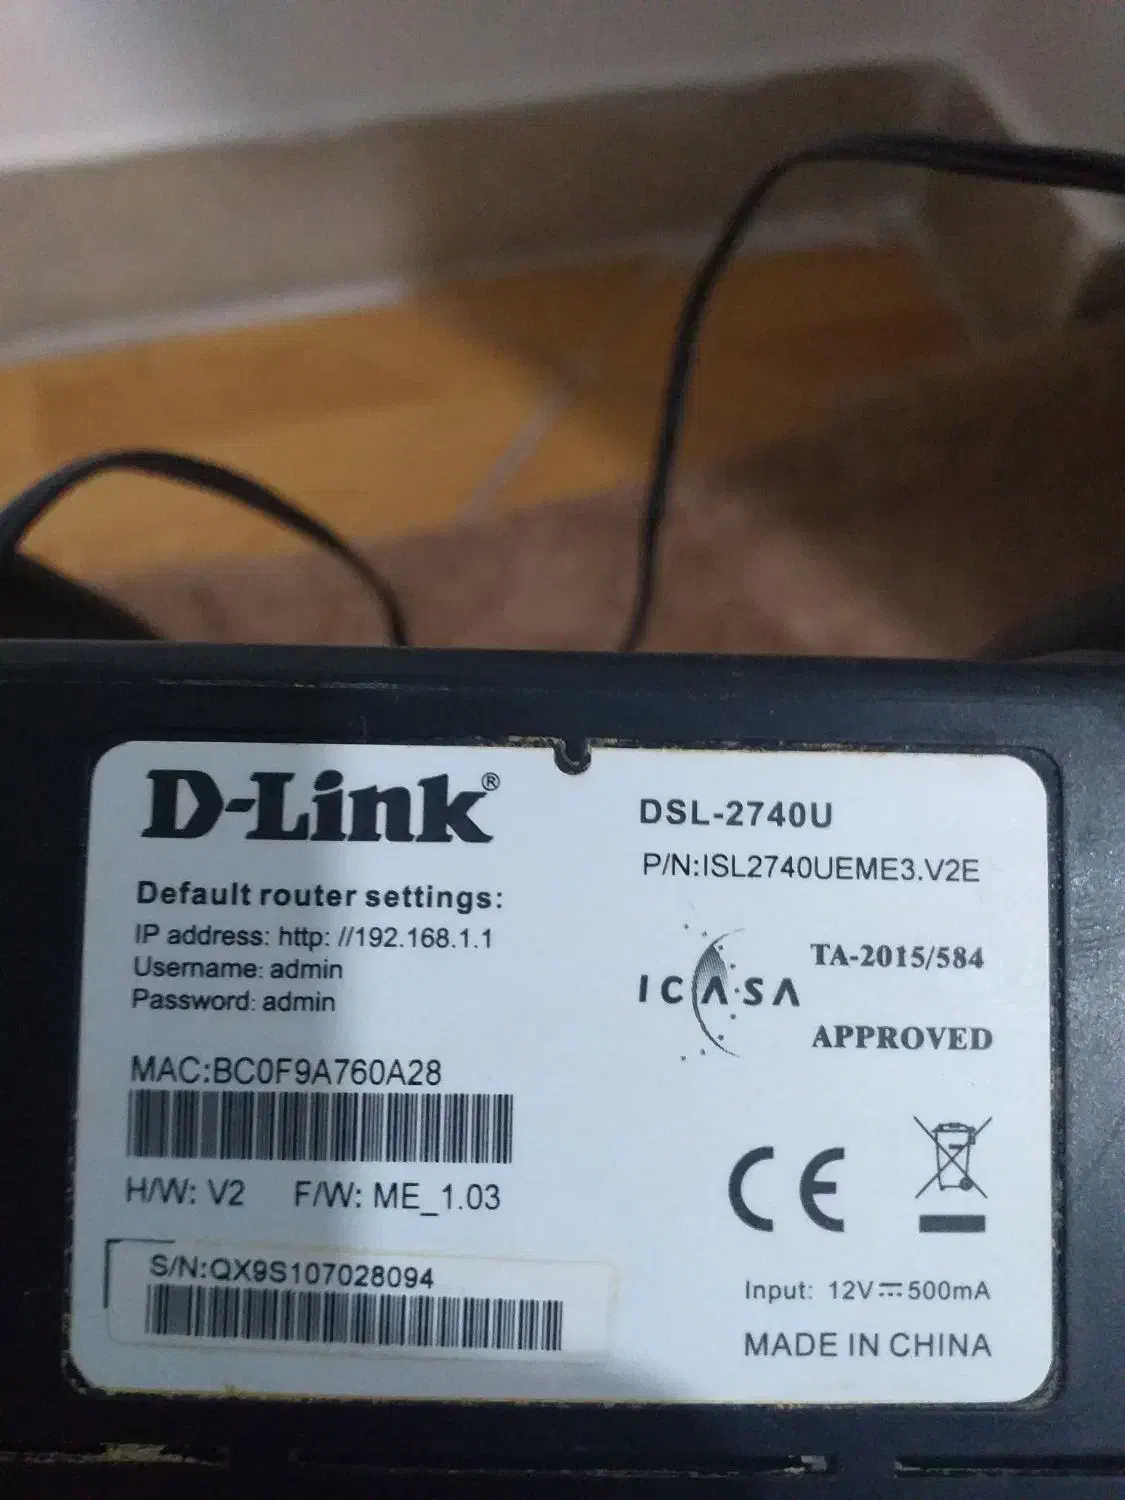 D-Link®
Default router settings:
IP address: http: //192.168.1.1
Username: admin
Password: admin
MAC:BC0F9A760A28
H/W: V2 F/W: ME_1.03
S/N:QX9S107028094
DSL-2740U
P/N:ISL2740UEME3.V2E
ICASA
TA-2015/584
APPROVED
CE
Input: 12V⎓500mA
MADE IN CHINA